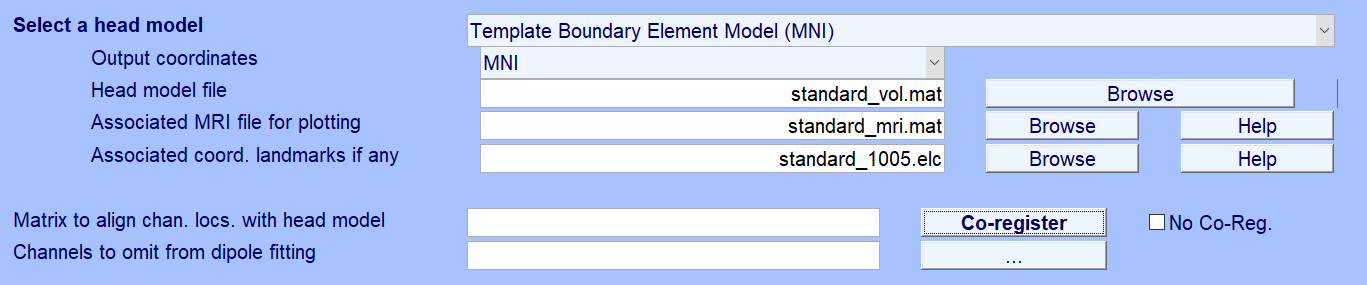 Select a head model Template Boundary Element Model (MNI)
Output coordinates MNI
Head model file standard_vol.mat Browse
Associated MRI file for plotting standard_mri.mat Browse Help
Associated coord. landmarks if any standard_1005.elc Browse Help
Matrix to align chan. locs. with head model Co-register No Co-Reg.
Channels to omit from dipole fitting ...